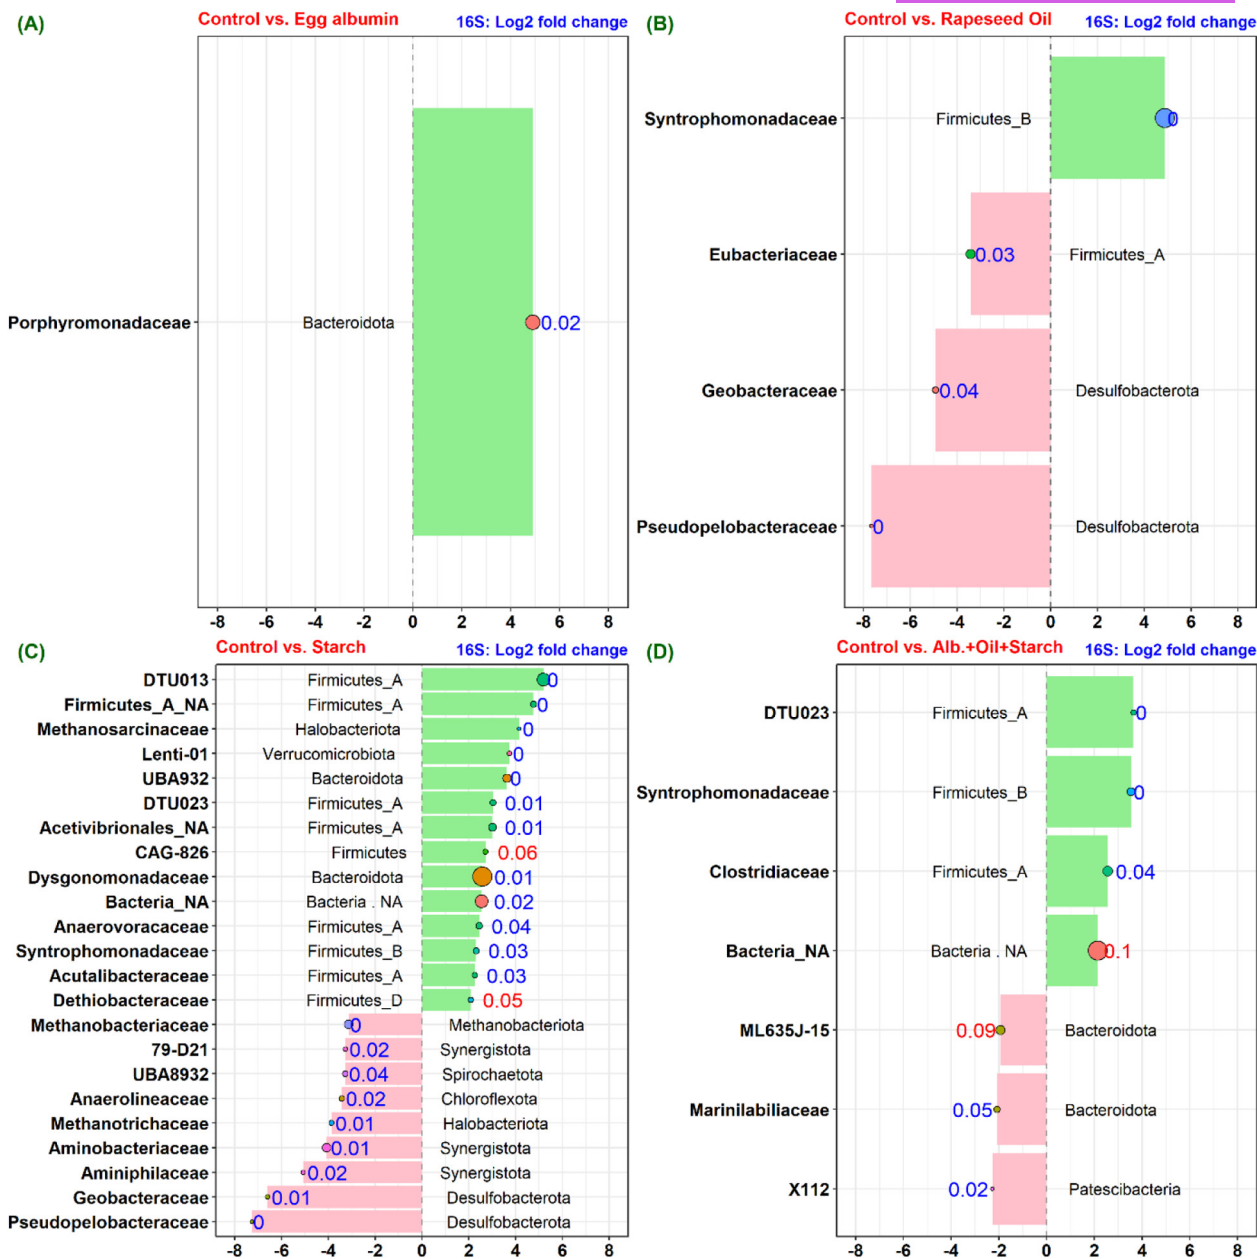 (A) Control vs. Egg albumin 16S: Log2 fold change
Porphyromonadaceae Bacteroidota 0.02
-8 -6 -4 -2 0 2 4 6 8
(B) Control vs. Rapeseed Oil 16S: Log2 fold change
Syntrophomonadaceae Firmicutes_B 0
Eubacteriaceae 0.03 Firmicutes_A
Geobacteraceae 0.04 Desulfobacterota
Pseudopelobacteraceae 0 Desulfobacterota
-8 -6 -4 -2 0 2 4 6 8
(C) Control vs. Starch 16S: Log2 fold change
DTU013 Firmicutes_A 0
Firmicutes_A_NA Firmicutes_A 0
Methanosarcinaceae Halobacteriota 0
Lenti-01 Verrucomicrobiota 0
UBA932 Bacteroidota 0
DTU023 Firmicutes_A 0.01
Acetivibrionales_NA Firmicutes_A 0.01
CAG-826 Firmicutes 0.06
Dysgonomonadaceae Bacteroidota 0.01
Bacteria_NA Bacteria . NA 0.02
Anaerovoracaceae Firmicutes_A 0.04
Syntrophomonadaceae Firmicutes_B 0.03
Acutalibacteraceae Firmicutes_A 0.03
Dethiobacteraceae Firmicutes_D 0.05
Methanobacteriaceae 0 Methanobacteriota
79-D21 0.02 Synergistota
UBA8932 0.04 Spirochaetota
Anaerolineaceae 0.02 Chloroflexota
Methanotrichaceae 0.01 Halobacteriota
Aminobacteriaceae 0.01 Synergistota
Aminiphilaceae 0.02 Synergistota
Geobacteraceae 0.01 Desulfobacterota
Pseudopelobacteraceae 0 Desulfobacterota
-8 -6 -4 -2 0 2 4 6 8
(D) Control vs. Alb.+Oil+Starch 16S: Log2 fold change
DTU023 Firmicutes_A 0
Syntrophomonadaceae Firmicutes_B 0
Clostridiaceae Firmicutes_A 0.04
Bacteria_NA Bacteria . NA 0.1
ML635J-15 0.09 Bacteroidota
Marinilabiliaceae 0.05 Bacteroidota
X112 0.02 Patescibacteria
-8 -6 -4 -2 0 2 4 6 8